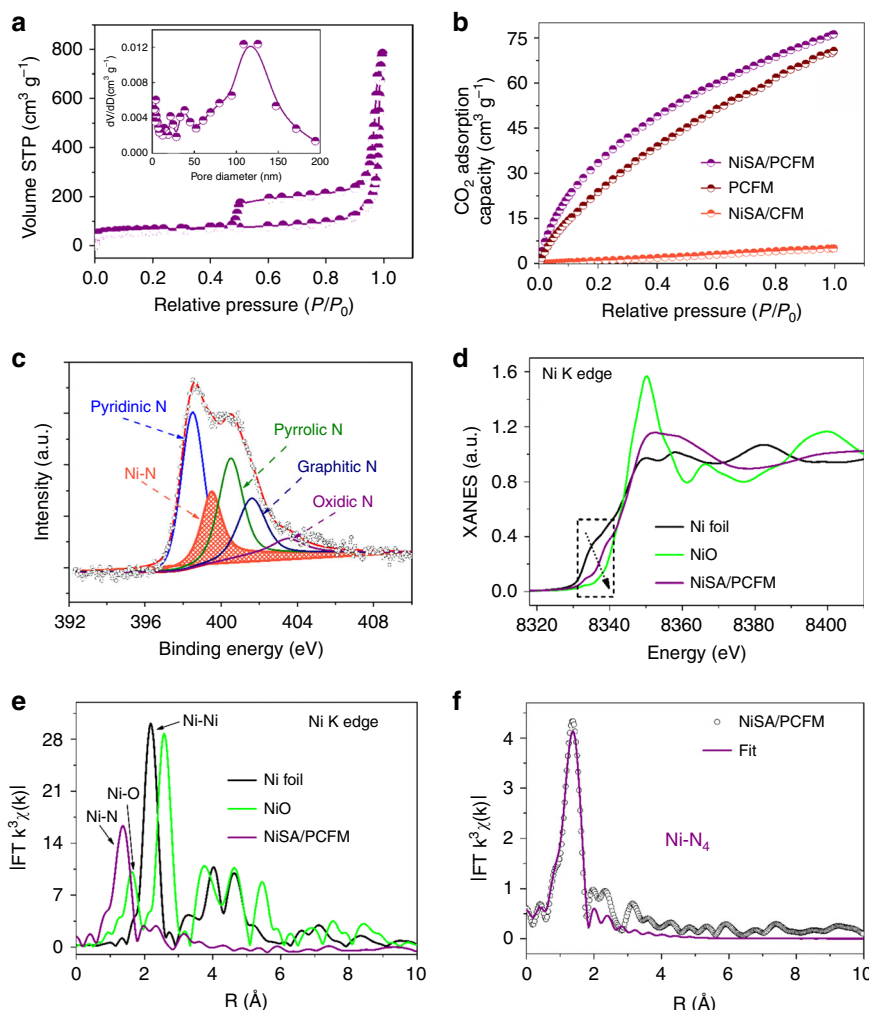 a
Volume STP (cm³ g⁻¹)
800
600
400
200
0
0.0 0.2 0.4 0.6 0.8 1.0
Relative pressure (P/P₀)
dV/dD(cm³ g⁻¹)
0.012
0.008
0.004
0.000
0 50 100 150 200
Pore diameter (nm)
b
CO₂ adsorption
capacity (cm³ g⁻¹)
75
60
45
30
15
0
NiSA/PCFM
PCFM
NiSA/CFM
0.0 0.2 0.4 0.6 0.8 1.0
Relative pressure (P/P₀)
c
Intensity (a.u.)
Pyridinic N
Pyrrolic N
Ni-N
Graphitic N
Oxidic N
392 396 400 404 408
Binding energy (eV)
d
XANES (a.u.)
1.6
1.2
0.8
0.4
0.0
Ni K edge
Ni foil
NiO
NiSA/PCFM
8320 8340 8360 8380 8400
Energy (eV)
e
|FT k³χ(k)|
28
21
14
7
0
Ni-Ni
Ni K edge
Ni-O
Ni-N
Ni foil
NiO
NiSA/PCFM
0 2 4 6 8 10
R (Å)
f
|FT k³χ(k)|
4
3
2
1
0
NiSA/PCFM
Fit
Ni-N₄
0 2 4 6 8 10
R (Å)